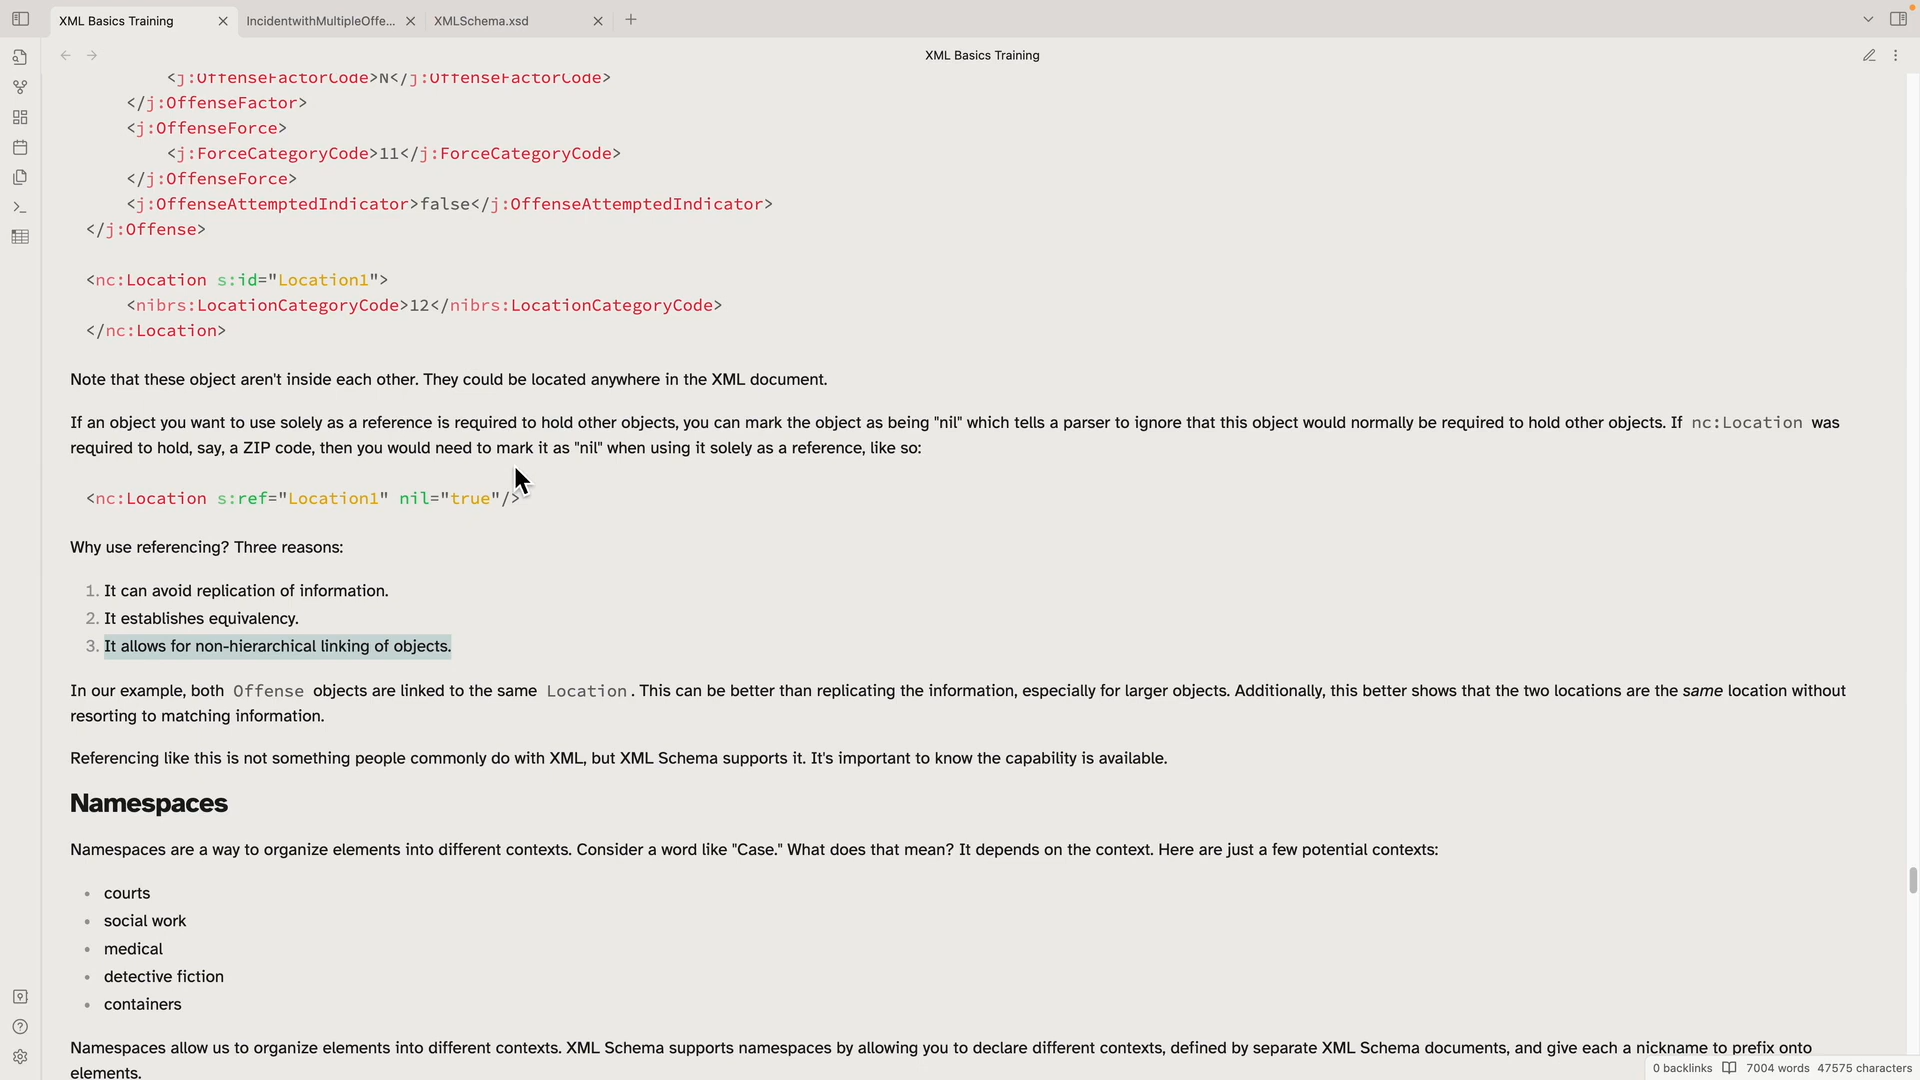 XML Basics Training
IncidentwithMultipleOffe...
XMLSchema.xsd
XML Basics Training
<j:OffenseFactorCode>N</j:OffenseFactorCode>
</j:OffenseFactor>
<j:OffenseForce>
<j:ForceCategoryCode>11</j:ForceCategoryCode>
</j:OffenseForce>
<j:OffenseAttemptedIndicator>false</j:OffenseAttemptedIndicator>
</j:Offense>
<nc:Location s:id="Location1">
<nibrs:LocationCategoryCode>12</nibrs:LocationCategoryCode>
</nc:Location>
Note that these object aren't inside each other. They could be located anywhere in the XML document.
If an object you want to use solely as a reference is required to hold other objects, you can mark the object as being "nil" which tells a parser to ignore that this object would normally be required to hold other objects. If nc:Location was
required to hold, say, a ZIP code, then you would need to mark it as "nil" when using it solely as a reference, like so:
<nc:Location s:ref="Location1" nil="true"/>
Why use referencing? Three reasons:
1. It can avoid replication of information.
2. It establishes equivalency.
3. It allows for non-hierarchical linking of objects.
In our example, both Offense objects are linked to the same Location. This can be better than replicating the information, especially for larger objects. Additionally, this better shows that the two locations are the same location without
resorting to matching information.
Referencing like this is not something people commonly do with XML, but XML Schema supports it. It's important to know the capability is available.
Namespaces
Namespaces are a way to organize elements into different contexts. Consider a word like "Case." What does that mean? It depends on the context. Here are just a few potential contexts:
• courts
• social work
• medical
• detective fiction
• containers
Namespaces allow us to organize elements into different contexts. XML Schema supports namespaces by allowing you to declare different contexts, defined by separate XML Schema documents, and give each a nickname to prefix onto
elements.
0 backlinks 7004 words 47575 characters